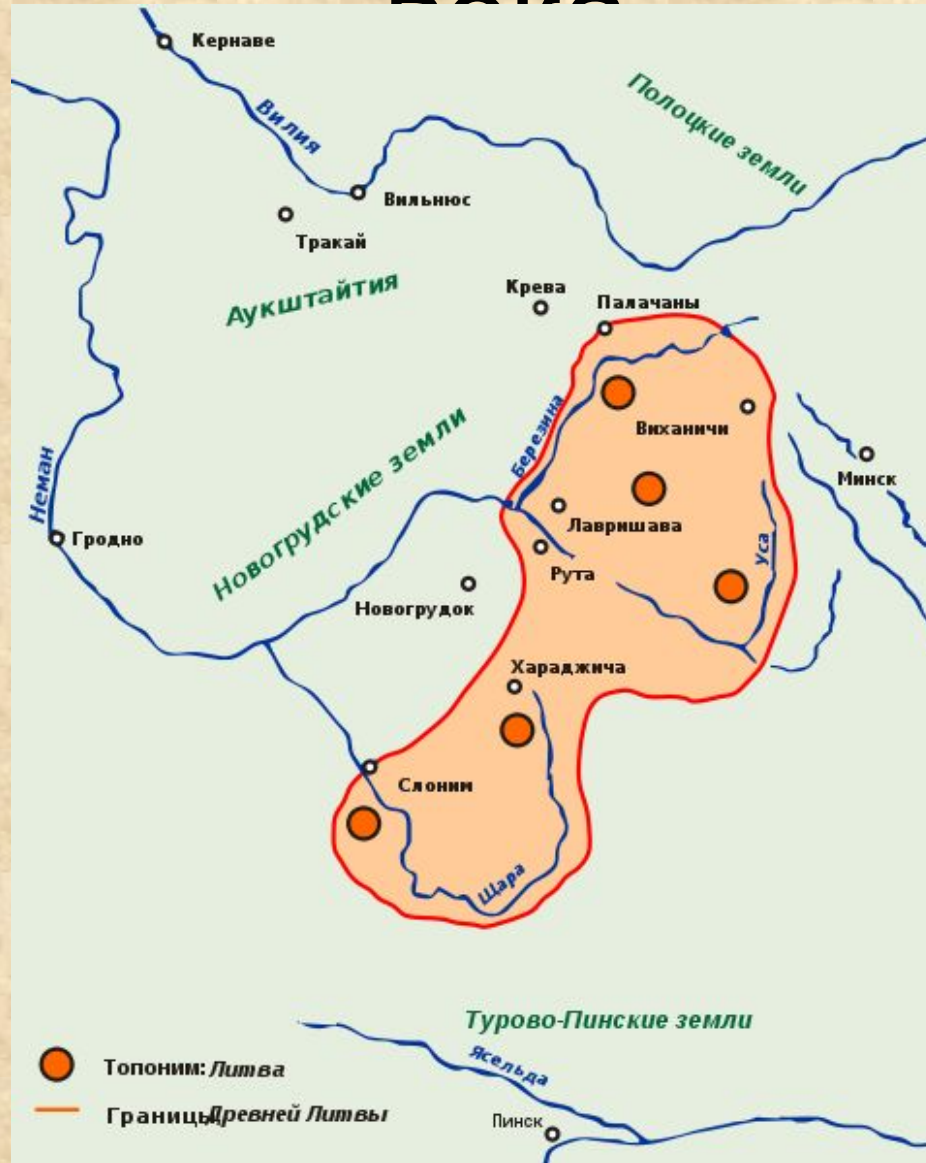 Кернаве
Вилия
Полоцкие земли
Вильнюс
Тракай
Аукштайтия
Крева
Палачаны
Березина
Виханичи
Минск
Новогрудские земли
Неман
Лавришава
Гродно
Уса
Рута
Новогрудок
Хараджича
Слоним
Щара
Турово-Пинские земли
Ясельда
Топоним: Литва
Границы Древней Литвы
Пинск